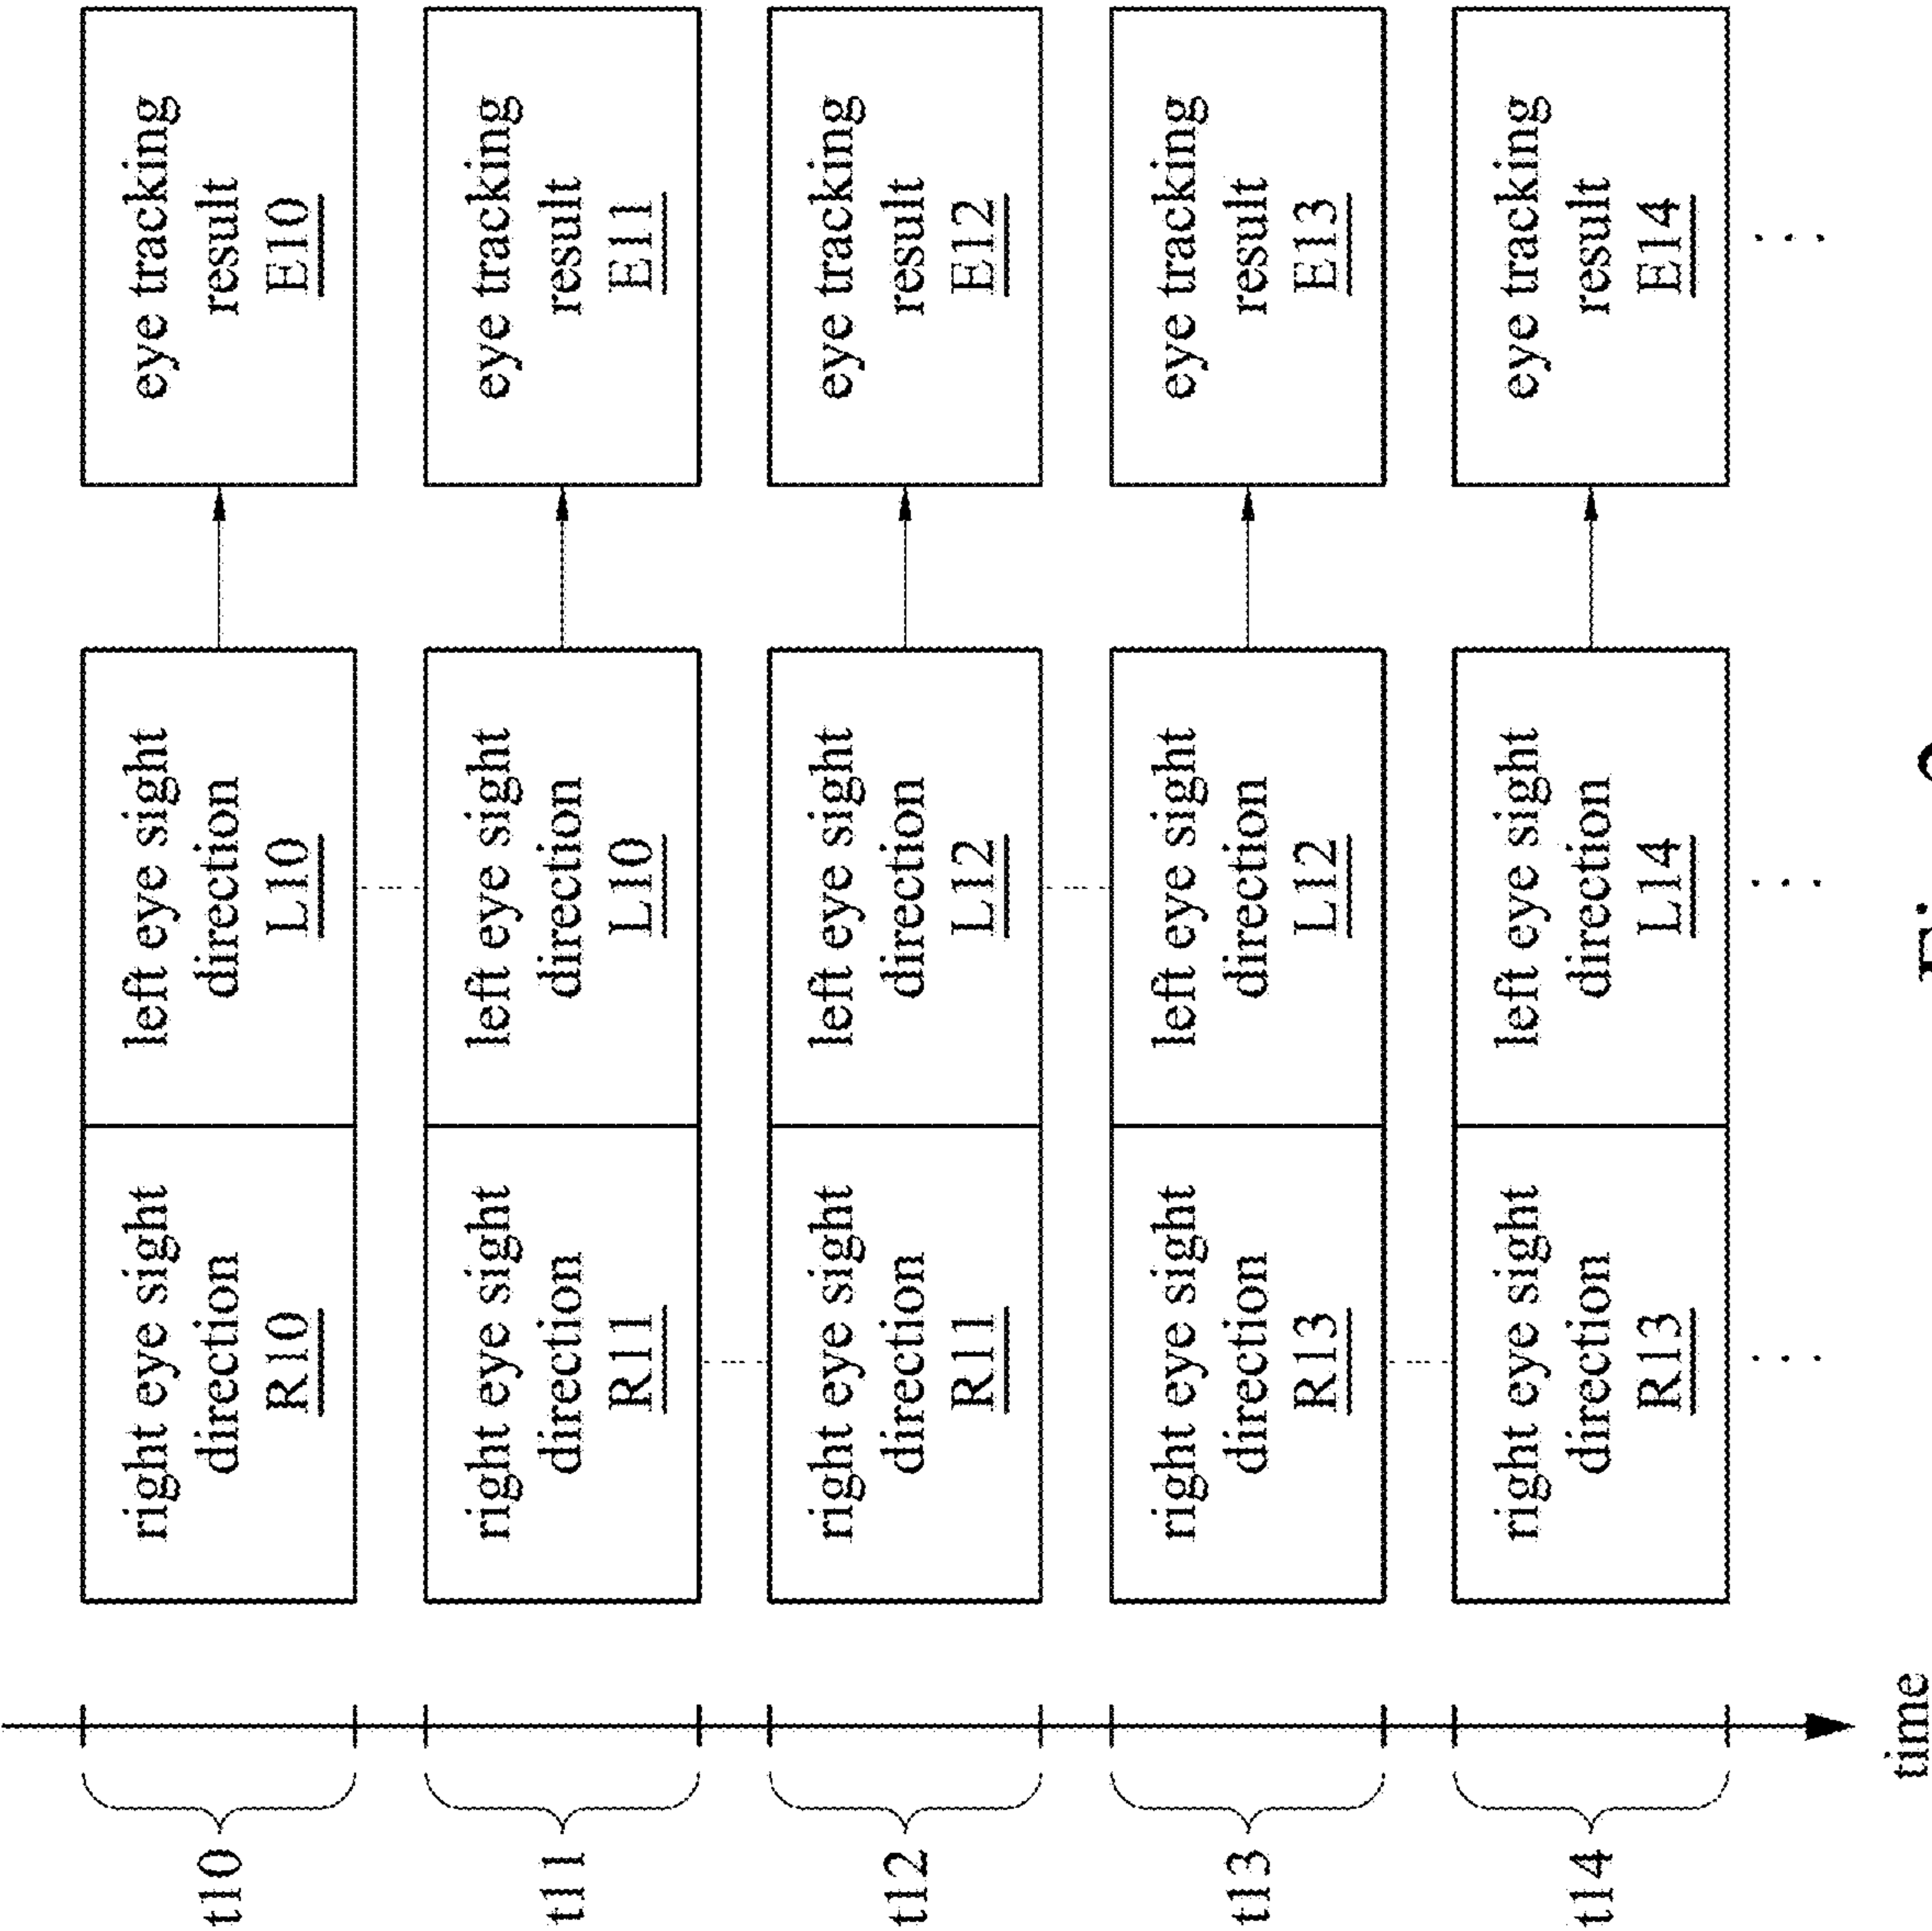 t10
right eye sight
direction
R10
left eye sight
direction
L10
eye tracking
result
E10
t11
right eye sight
direction
R11
left eye sight
direction
L10
eye tracking
result
E11
t12
right eye sight
direction
R11
left eye sight
direction
L12
eye tracking
result
E12
t13
right eye sight
direction
R13
left eye sight
direction
L12
eye tracking
result
E13
t14
right eye sight
direction
R13
left eye sight
direction
L14
eye tracking
result
E14
time